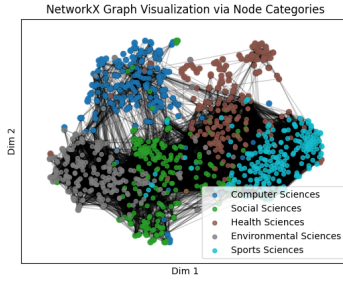 NetworkX Graph Visualization via Node Categories
Dim 2
Computer Sciences
Social Sciences
Health Sciences
Environmental Sciences
Sports Sciences
Dim 1